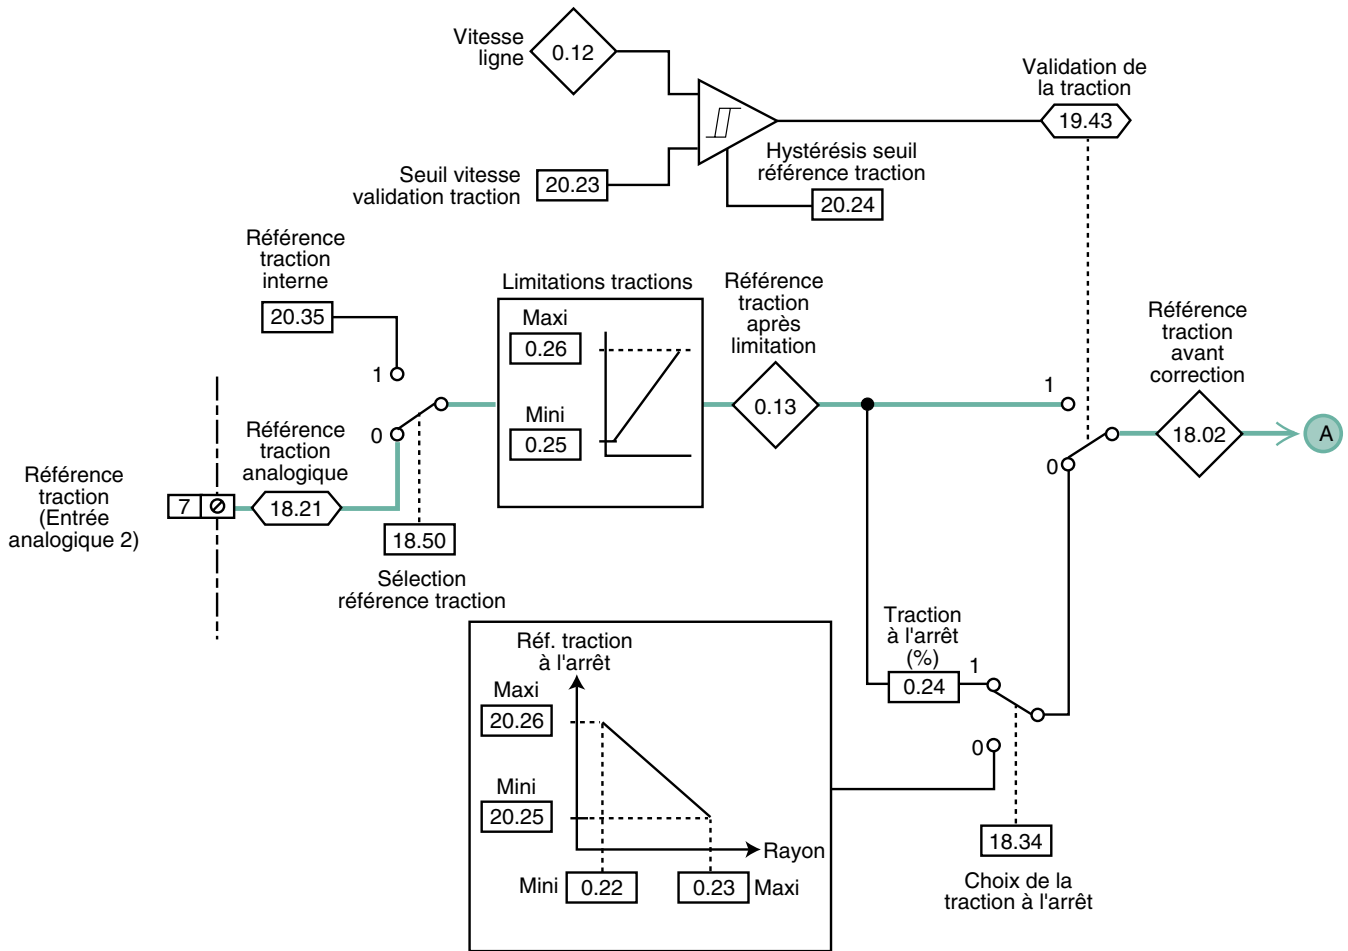 Vitesse
ligne
0.12
Validation de
la traction
19.43
Seuil vitesse
validation traction
20.23
Hystérésis seuil
référence traction
20.24
Référence
traction
interne
20.35
1
0
Limitations tractions
Maxi
0.26
Mini
0.25
Référence
traction
après
limitation
0.13
1
0
Référence
traction
avant
correction
18.02
A
Référence
traction
(Entrée
analogique 2)
7
Référence
traction
analogique
18.21
18.50
Sélection
référence traction
Réf. traction
à l'arrêt
Maxi
20.26
Mini
20.25
Rayon
Mini
0.22
0.23
Maxi
Traction
à l'arrêt
(%)
0.24
1
0
18.34
Choix de la
traction à l'arrêt